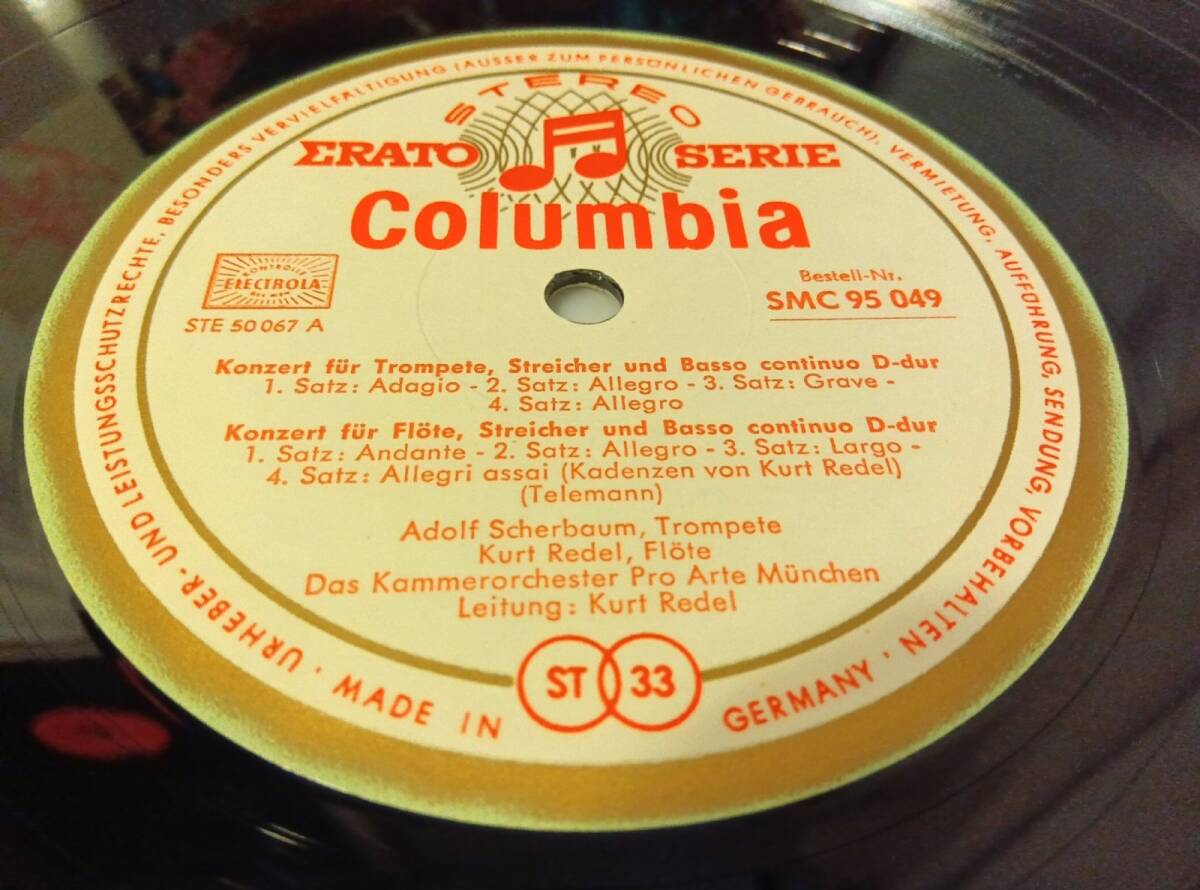 STEREO
ERATO SERIE
Columbia
KONTROLLE
ELECTROLA
STE 50 067 A
Bestell-Nr.
SMC 95 049
Konzert für Trompete, Streicher und Basso continuo D-dur
1. Satz: Adagio - 2. Satz: Allegro - 3. Satz: Grave -
4. Satz: Allegro
Konzert für Flöte, Streicher und Basso continuo D-dur
1. Satz: Andante - 2. Satz: Allegro - 3. Satz: Largo -
4. Satz: Allegri assai (Kadenzen von Kurt Redel)
(Telemann)
Adolf Scherbaum, Trompete
Kurt Redel, Flöte
Das Kammerorchester Pro Arte München
Leitung: Kurt Redel
ST 33
URHEBER- UND LEISTUNGSSCHUTZRECHTE, BESONDERS VERVIELFÄLTIGUNG (AUSSER ZUM PERSÖNLICHEN GEBRAUCH), VERMIETUNG, AUFFÜHRUNG, SENDUNG, VORBEHALTEN ·
MADE IN GERMANY ·